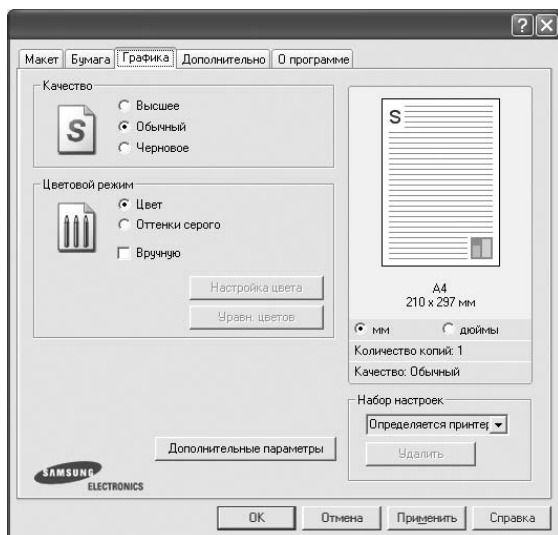 Макет Бумага Графика Дополнительно О программе
Качество
S
Высшее
Обычный
Черновое
Цветовой режим
Цвет
Оттенки серого
Вручную
Настройка цвета
Уравн. цветов
Дополнительные параметры
SAMSUNG
ELECTRONICS
S
A4
210 x 297 мм
мм дюймы
Количество копий: 1
Качество: Обычный
Набор настроек
Определяется принтер
Удалить
OK Отмена Применить Справка